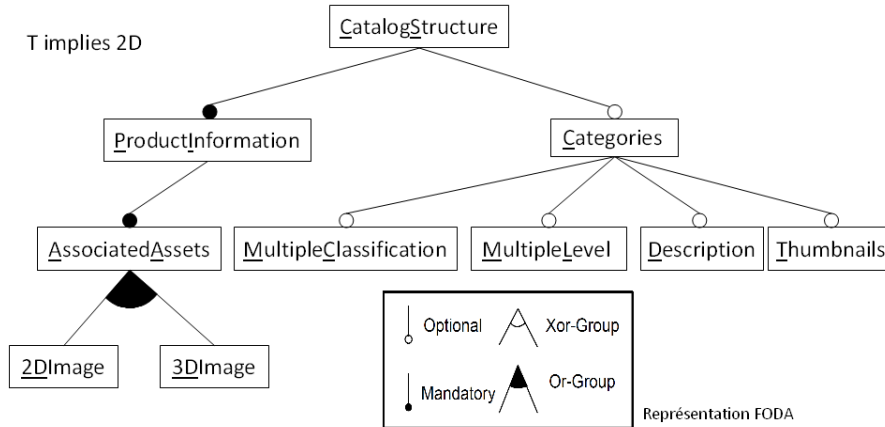 CatalogStructure
T implies 2D
ProductInformation
Categories
AssociatedAssets
MultipleClassification
MultipleLevel
Description
Thumbnails
2DImage
3DImage
Optional
Xor-Group
Mandatory
Or-Group
Représentation FODA